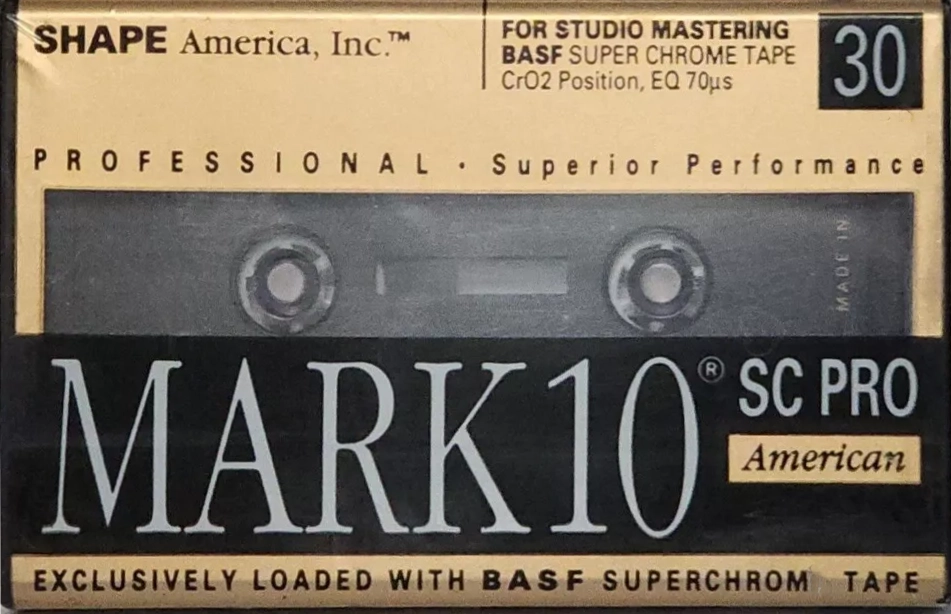 SHAPE America, Inc.™
FOR STUDIO MASTERING
BASF SUPER CHROME TAPE
CrO2 Position, EQ 70µs
30
PROFESSIONAL · Superior Performance
MADE IN
MARK10® SC PRO
American
EXCLUSIVELY LOADED WITH BASF SUPERCHROM TAPE